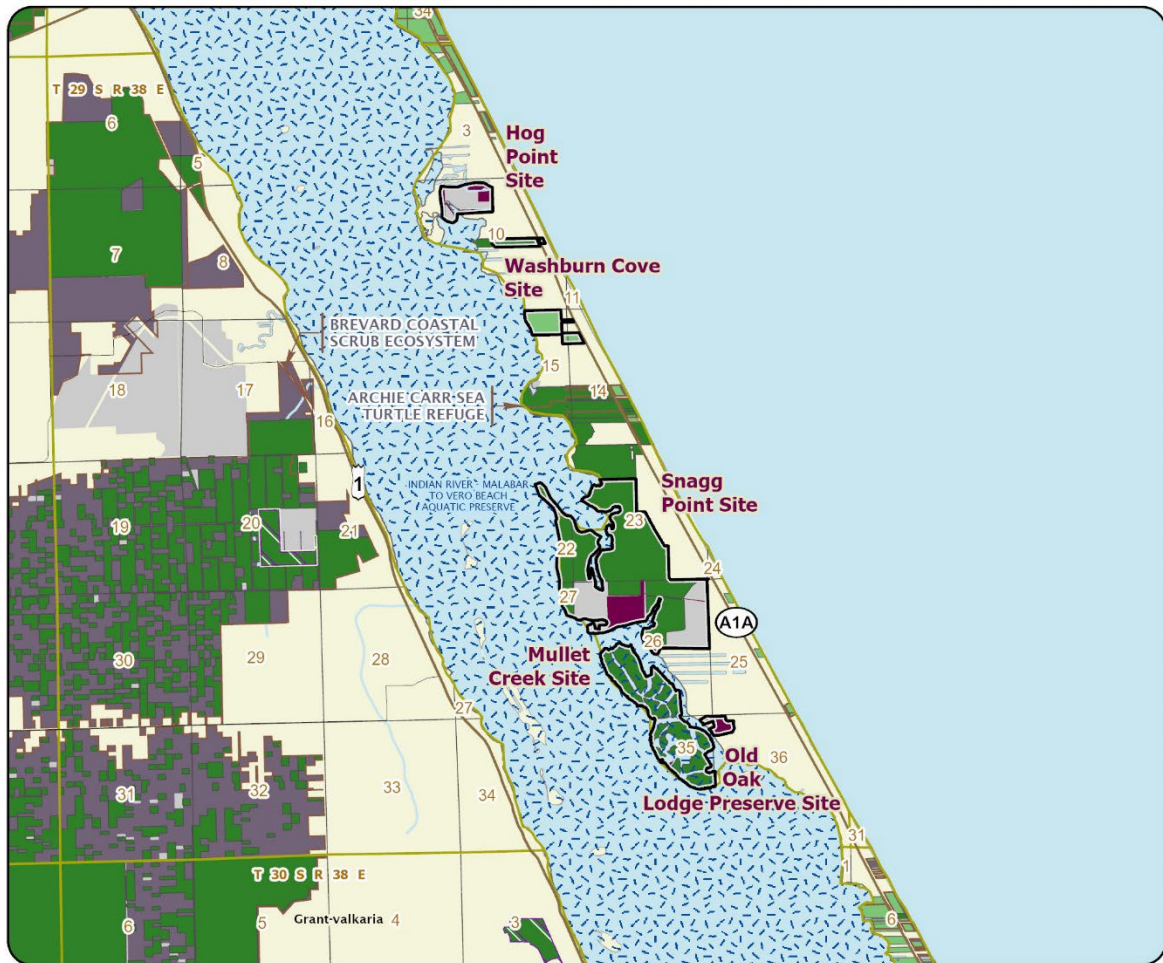 34
T 29 S R 38 E
6
3
Hog
Point
Site
5
7
8
10
Washburn Cove
Site
11
BREVARD COASTAL
SCRUB ECOSYSTEM
15
18
17
14
ARCHIE CARR SEA
TURTLE REFUGE
16
1
INDIAN RIVER - MALABAR
TO VERO BEACH
AQUATIC PRESERVE
Snagg
Point Site
19
20
21
23
22
24
27
A1A
26
30
29
28
25
Mullet
Creek Site
27
35
36
Old
Oak
Lodge Preserve Site
31
32
33
34
31
1
T 30 S R 38 E
6
5
Grant-valkaria
4
3
6